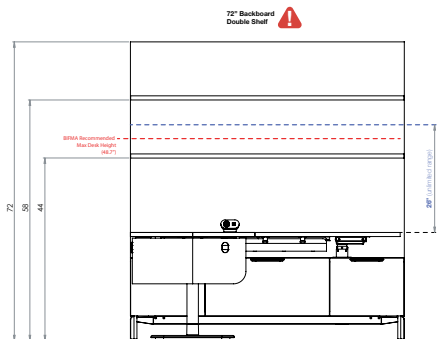 72" Backboard
Double Shelf
BIFMA Recommended
Max Desk Height
(48.7")
72
58
44
26" (unlimited range)